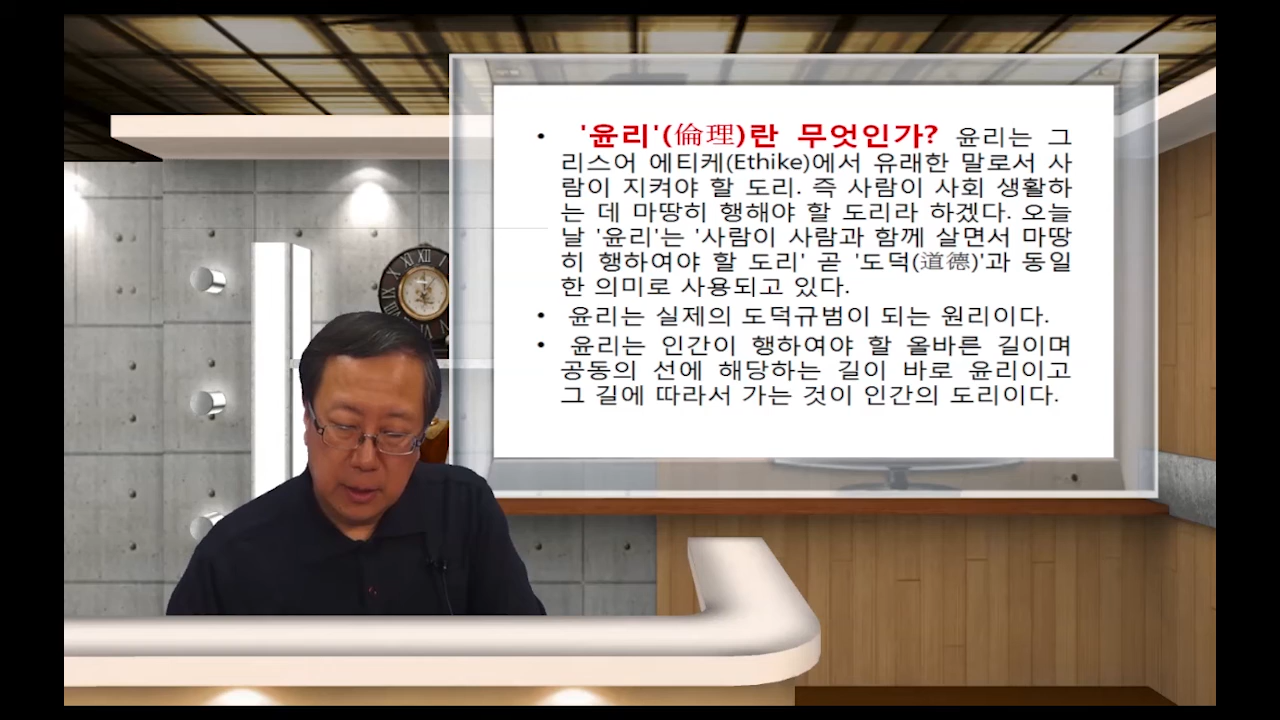 • '윤리'(倫理)란 무엇인가? 윤리는 그
리스어 에티케(Ethike)에서 유래한 말로서 사
람이 지켜야 할 도리. 즉 사람이 사회 생활하
는 데 마땅히 행해야 할 도리라 하겠다. 오늘
날 '윤리'는 '사람이 사람과 함께 살면서 마땅
히 행하여야 할 도리' 곧 '도덕(道德)'과 동일
한 의미로 사용되고 있다.
• 윤리는 실제의 도덕규범이 되는 원리이다.
• 윤리는 인간이 행하여야 할 올바른 길이며
공동의 선에 해당하는 길이 바로 윤리이고
그 길에 따라서 가는 것이 인간의 도리이다.